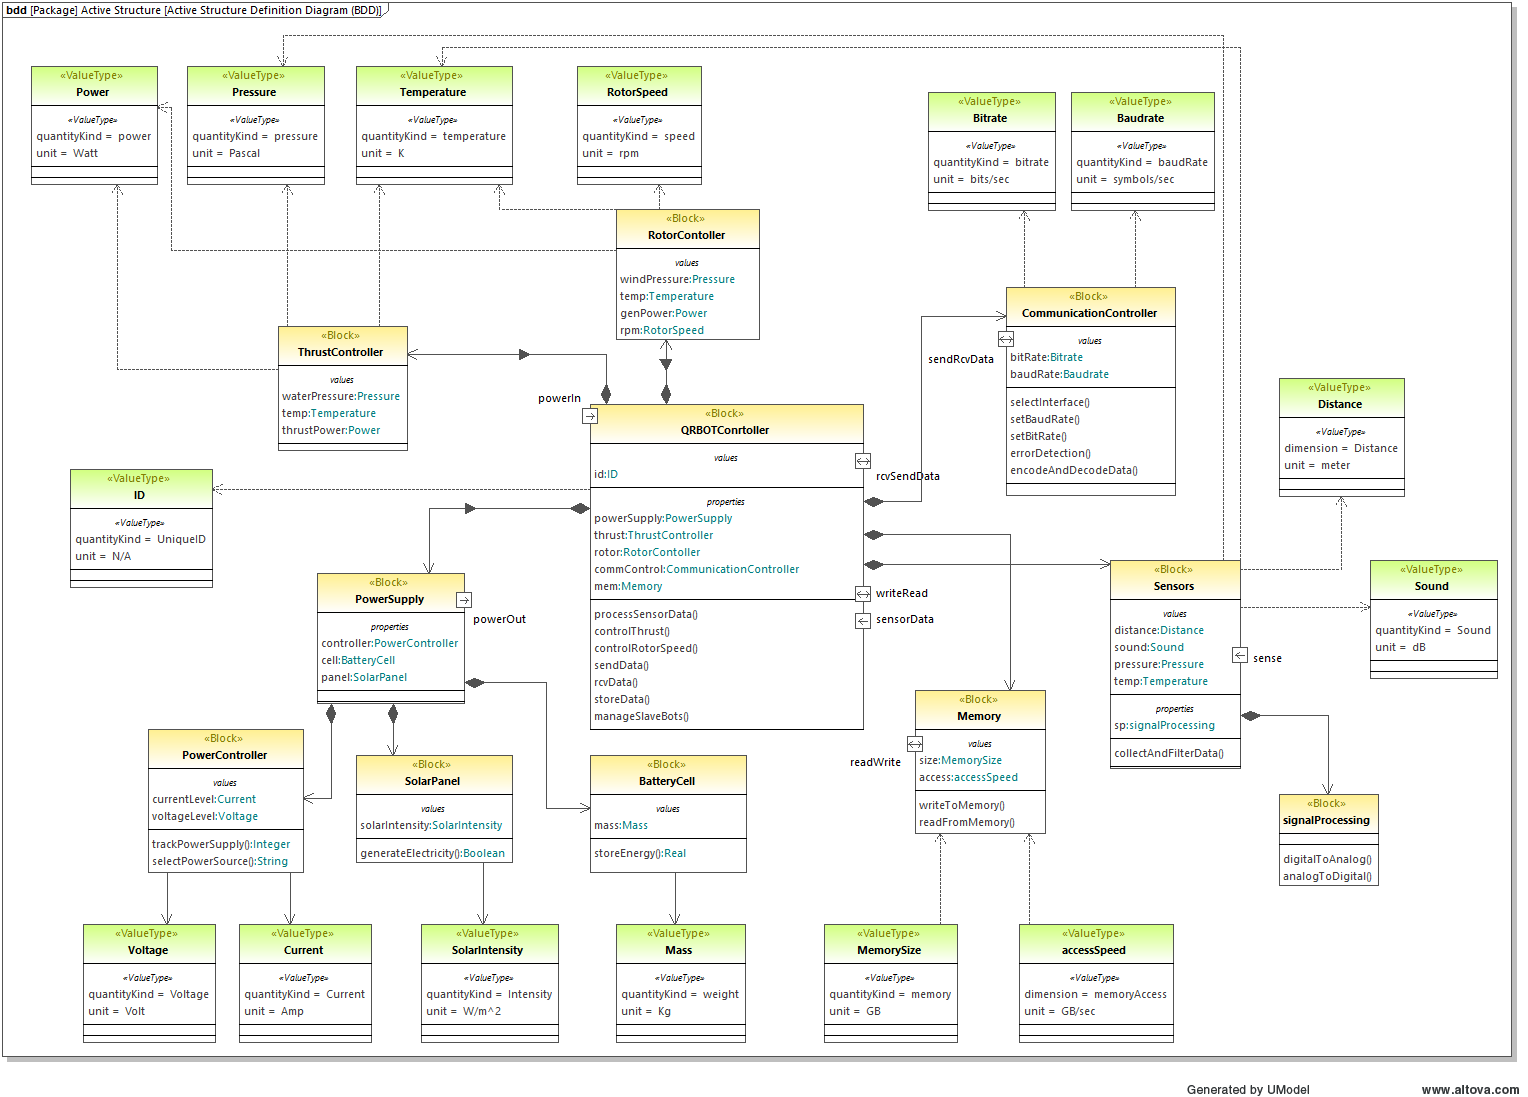 bdd [Package] Active Structure [Active Structure Definition Diagram (BDD)]
«ValueType»
Power
«ValueType»
quantityKind = power
unit = Watt
«ValueType»
Pressure
«ValueType»
quantityKind = pressure
unit = Pascal
«ValueType»
Temperature
«ValueType»
quantityKind = temperature
unit = K
«ValueType»
RotorSpeed
«ValueType»
quantityKind = speed
unit = rpm
«ValueType»
Bitrate
«ValueType»
quantityKind = bitrate
unit = bits/sec
«ValueType»
Baudrate
«ValueType»
quantityKind = baudRate
unit = symbols/sec
«Block»
RotorContoller
values
windPressure:Pressure
temp:Temperature
genPower:Power
rpm:RotorSpeed
«Block»
ThrustController
values
waterPressure:Pressure
temp:Temperature
thrustPower:Power
«Block»
CommunicationController
values
bitRate:Bitrate
baudRate:Baudrate
selectInterface()
setBaudRate()
setBitRate()
errorDetection()
encodeAndDecodeData()
sendRcvData
«ValueType»
Distance
«ValueType»
dimension = Distance
unit = meter
powerIn
«Block»
QRBOTConrtoller
values
id:ID
properties
powerSupply:PowerSupply
thrust:ThrustController
rotor:RotorContoller
commControl:CommunicationController
mem:Memory
processSensorData()
controlThrust()
controlRotorSpeed()
sendData()
rcvData()
storeData()
manageSlaveBots()
rcvSendData
writeRead
sensorData
«ValueType»
ID
«ValueType»
quantityKind = UniqueID
unit = N/A
«Block»
PowerSupply
properties
controller:PowerController
cell:BatteryCell
panel:SolarPanel
powerOut
«Block»
Sensors
values
distance:Distance
sound:Sound
pressure:Pressure
temp:Temperature
properties
sp:signalProcessing
collectAndFilterData()
sense
«ValueType»
Sound
«ValueType»
quantityKind = Sound
unit = dB
«Block»
Memory
values
size:MemorySize
access:accessSpeed
writeToMemory()
readFromMemory()
readWrite
«Block»
PowerController
values
currentLevel:Current
voltageLevel:Voltage
trackPowerSupply():Integer
selectPowerSource():String
«Block»
SolarPanel
values
solarIntensity:SolarIntensity
generateElectricity():Boolean
«Block»
BatteryCell
values
mass:Mass
storeEnergy():Real
«Block»
signalProcessing
digitalToAnalog()
analogToDigital()
«ValueType»
Voltage
«ValueType»
quantityKind = Voltage
unit = Volt
«ValueType»
Current
«ValueType»
quantityKind = Current
unit = Amp
«ValueType»
SolarIntensity
«ValueType»
quantityKind = Intensity
unit = W/m^2
«ValueType»
Mass
«ValueType»
quantityKind = weight
unit = Kg
«ValueType»
MemorySize
«ValueType»
quantityKind = memory
unit = GB
«ValueType»
accessSpeed
«ValueType»
dimension = memoryAccess
unit = GB/sec
Generated by UModel
www.altova.com